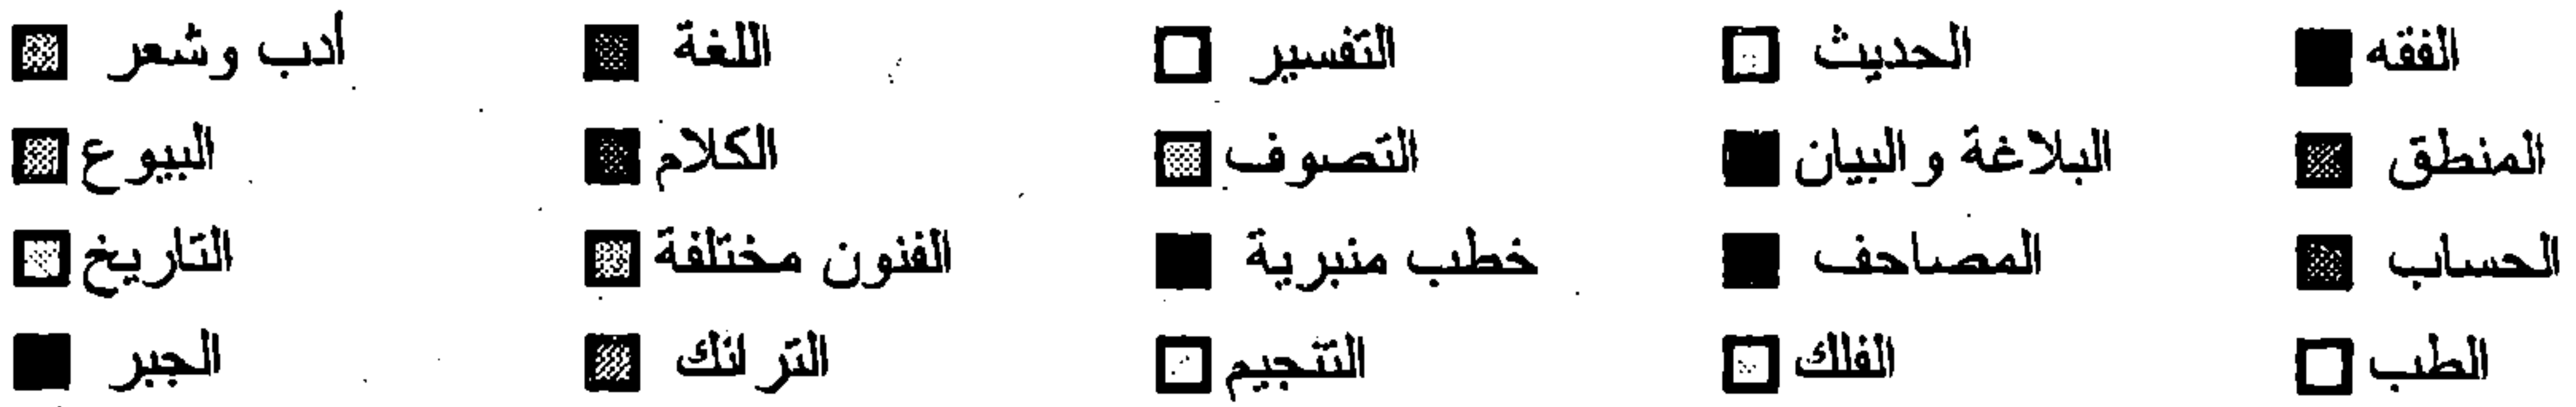 الفقه الحديث التفسير اللغة أدب وشعر
المنطق البلاغة والبيان التصوف الكلام البيوع
الحساب المصاحف خطب منبرية الفنون مختلفة التاريخ
الطب الفلك التنجيم الترانك الجبر